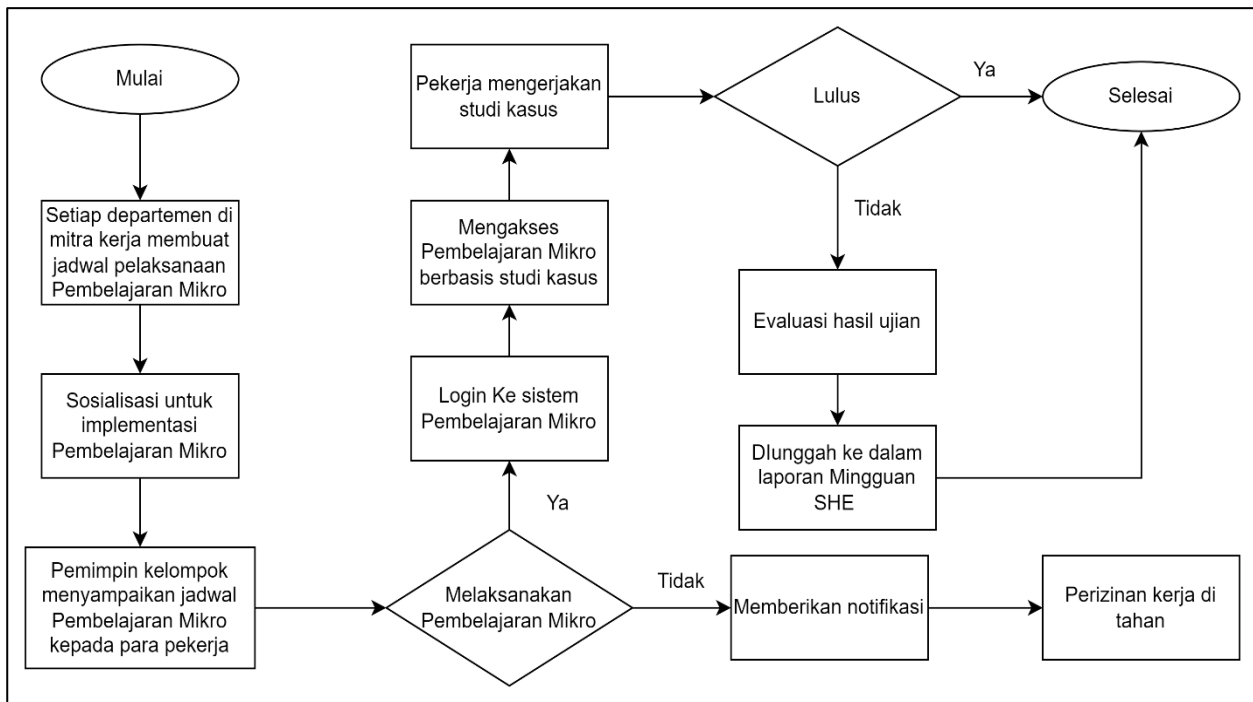 Mulai
Setiap departemen di
mitra kerja membuat
jadwal pelaksanaan
Pembelajaran Mikro
Sosialisasi untuk
implementasi
Pembelajaran Mikro
Pemimpin kelompok
menyampaikan jadwal
Pembelajaran Mikro
kepada para pekerja
Melaksanakan
Pembelajaran Mikro
Ya
Login Ke sistem
Pembelajaran Mikro
Mengakses
Pembelajaran Mikro
berbasis studi kasus
Pekerja mengerjakan
studi kasus
Lulus
Ya
Selesai
Tidak
Evaluasi hasil ujian
DIunggah ke dalam
laporan Mingguan
SHE
Tidak
Memberikan notifikasi
Perizinan kerja di
tahan